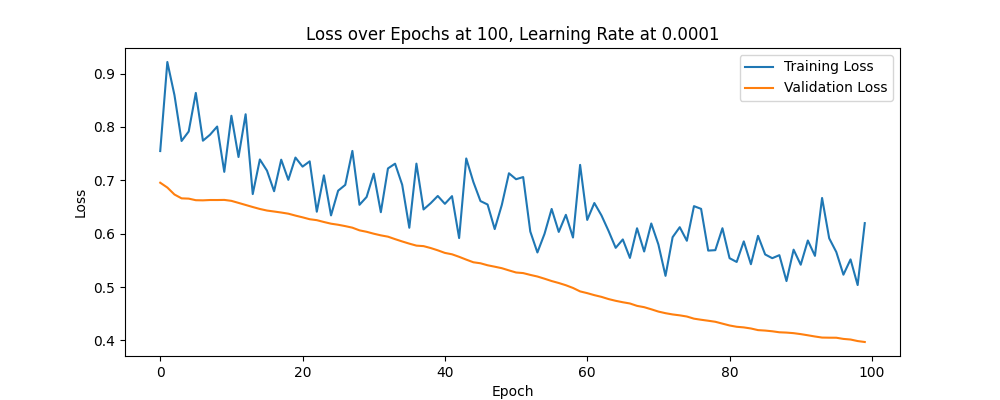 Loss over Epochs at 100, Learning Rate at 0.0001
Training Loss
Validation Loss
0.9
0.8
0.7
0.6
0.5
0.4
Loss
0 20 40 60 80 100
Epoch